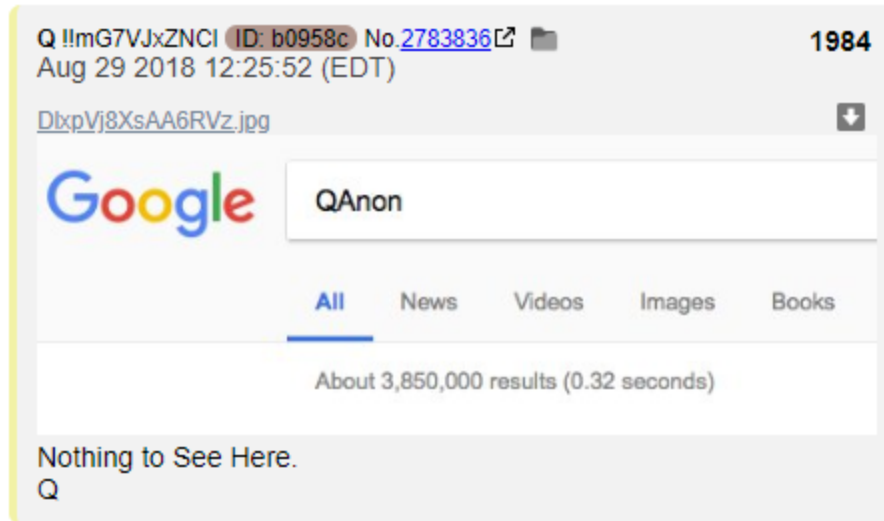 Q !!mG7VJxZNCI ID: b0958c No.2783836 1984
Aug 29 2018 12:25:52 (EDT)
DlxpVj8XsAA6RVz.jpg
Google QAnon
All News Videos Images Books
About 3,850,000 results (0.32 seconds)
Nothing to See Here.
Q